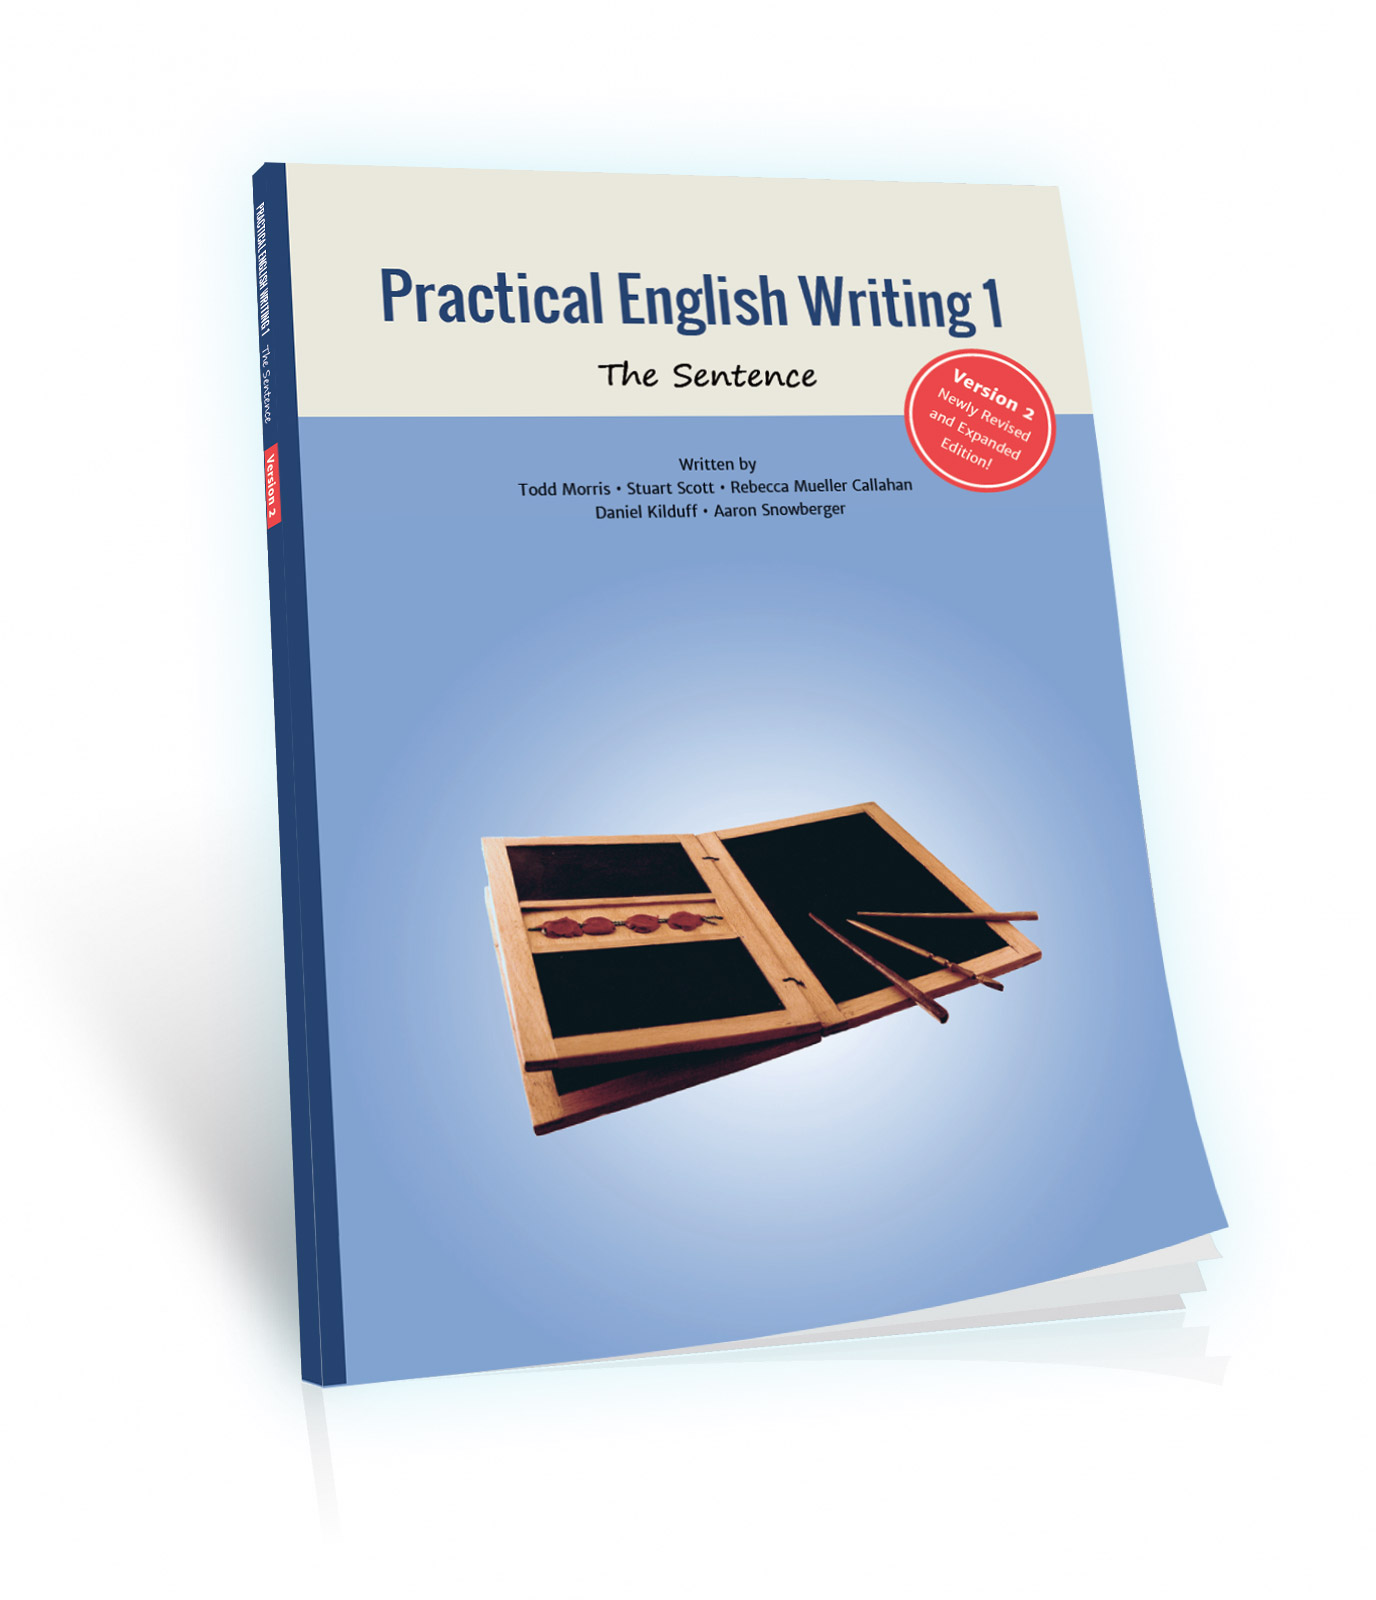 Practical English Writing 1
The Sentence
Version 2
Newly Revised
and Expanded
Edition!
Written by
Todd Morris • Stuart Scott • Rebecca Mueller Callahan
Daniel Kilduff • Aaron Snowberger
PRACTICAL ENGLISH WRITING 1 The Sentence Version 2